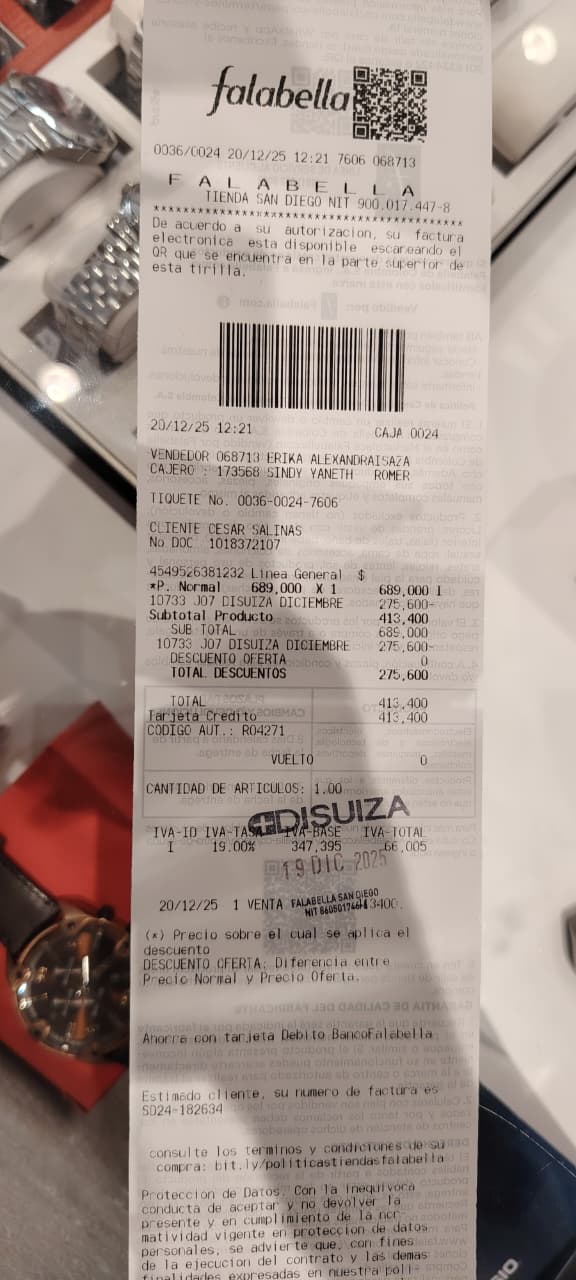 falabella
0036/0024 20/12/25 12:21 7606 068713
F A L A B E L L A
TIENDA SAN DIEGO NIT 900.017.447-8
De acuerdo a su autorizacion, su factura
electronica esta disponible escareando el
QR que se encuentra en la parte superior de
esta tirilla.
20/12/25 12:21 CAJA 0024
VENDEDOR 068713 ERIKA ALEXANDRAISAZA
CAJERO : 173568 SINDY YANETH ROMER
TIQUETE No. 0036-0024-7606
CLIENTE CESAR SALINAS
No DOC 1018372107
4549526381232 Linea General $
*P. Normal 689,000 X 1 689,000 I
10733 J07 DISUIZA DICIEMBRE 275,600-
Subtotal Producto 413,400
SUB TOTAL 689,000
10733 J07 DISUIZA DICIEMBRE 275,600-
DESCUENTO OFERTA 0
TOTAL DESCUENTOS 275,600
TOTAL 413,400
Tarjeta Credito 413,400
CODIGO AUT.: R04271
VUELTO 0
CANTIDAD DE ARTICULOS: 1.00
DISUIZA
IVA-ID IVA-TASA IVA-BASE IVA-TOTAL
I 19.00% 347,395 66,005
19 DIC 2025
FALABELLA SAN DIEGO
20/12/25 1 VENTA
(*) Precio sobre el cual se aplica el
descuento
DESCUENTO OFERTA: Diferencia entre
Precio Normal y Precio Oferta.
Ahorra con tarjeta Debito BancoFalabella
Estimado cliente, su numero de factura es
SD24-182634
consulte los terminos y condiciones de su
compra: bit.ly/politicastiendasfalabella
Proteccion de Datos. Con la inequivoca
conducta de aceptar y no devolver la
presente y en cumplimiento de la nor-
matividad vigente en proteccion de datos
personales, se advierte que, con fines
de la ejecucion del contrato y las demas
finalidades expresadas en nuestra poli-